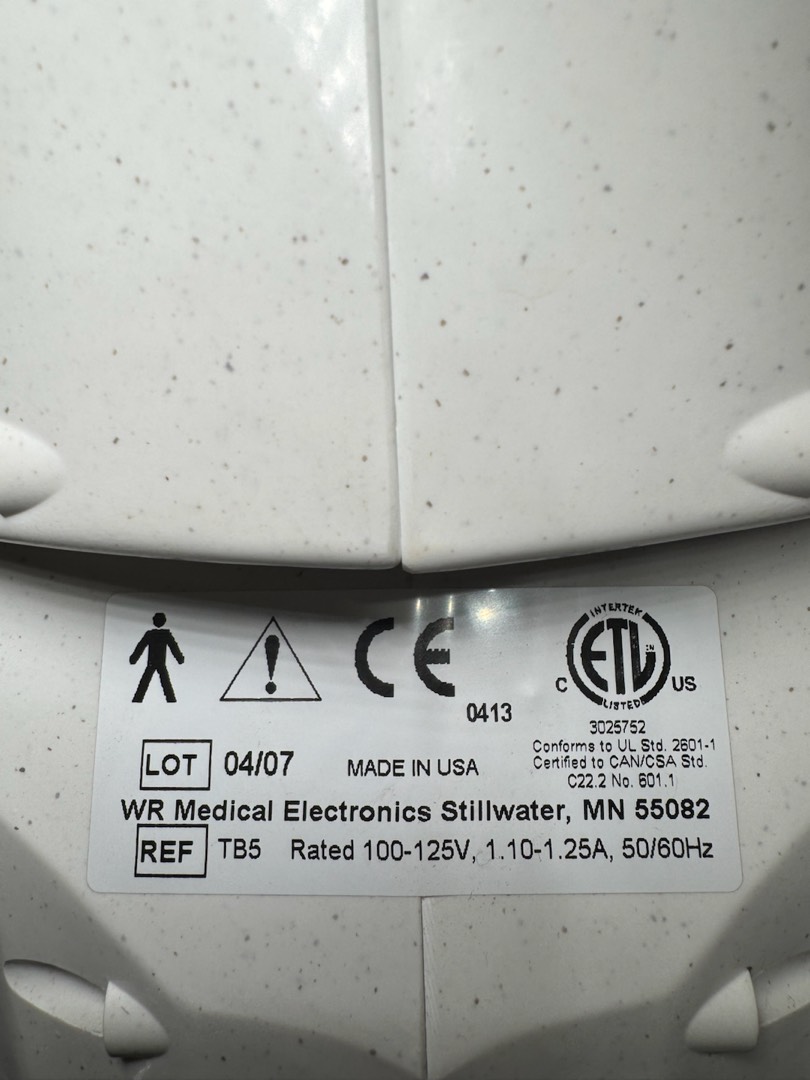 CE
0413
INTERTEK
ETL
LISTED
C US
3025752
Conforms to UL Std. 2601-1
Certified to CAN/CSA Std.
C22.2 No. 601.1
LOT 04/07 MADE IN USA
WR Medical Electronics Stillwater, MN 55082
REF TB5 Rated 100-125V, 1.10-1.25A, 50/60Hz